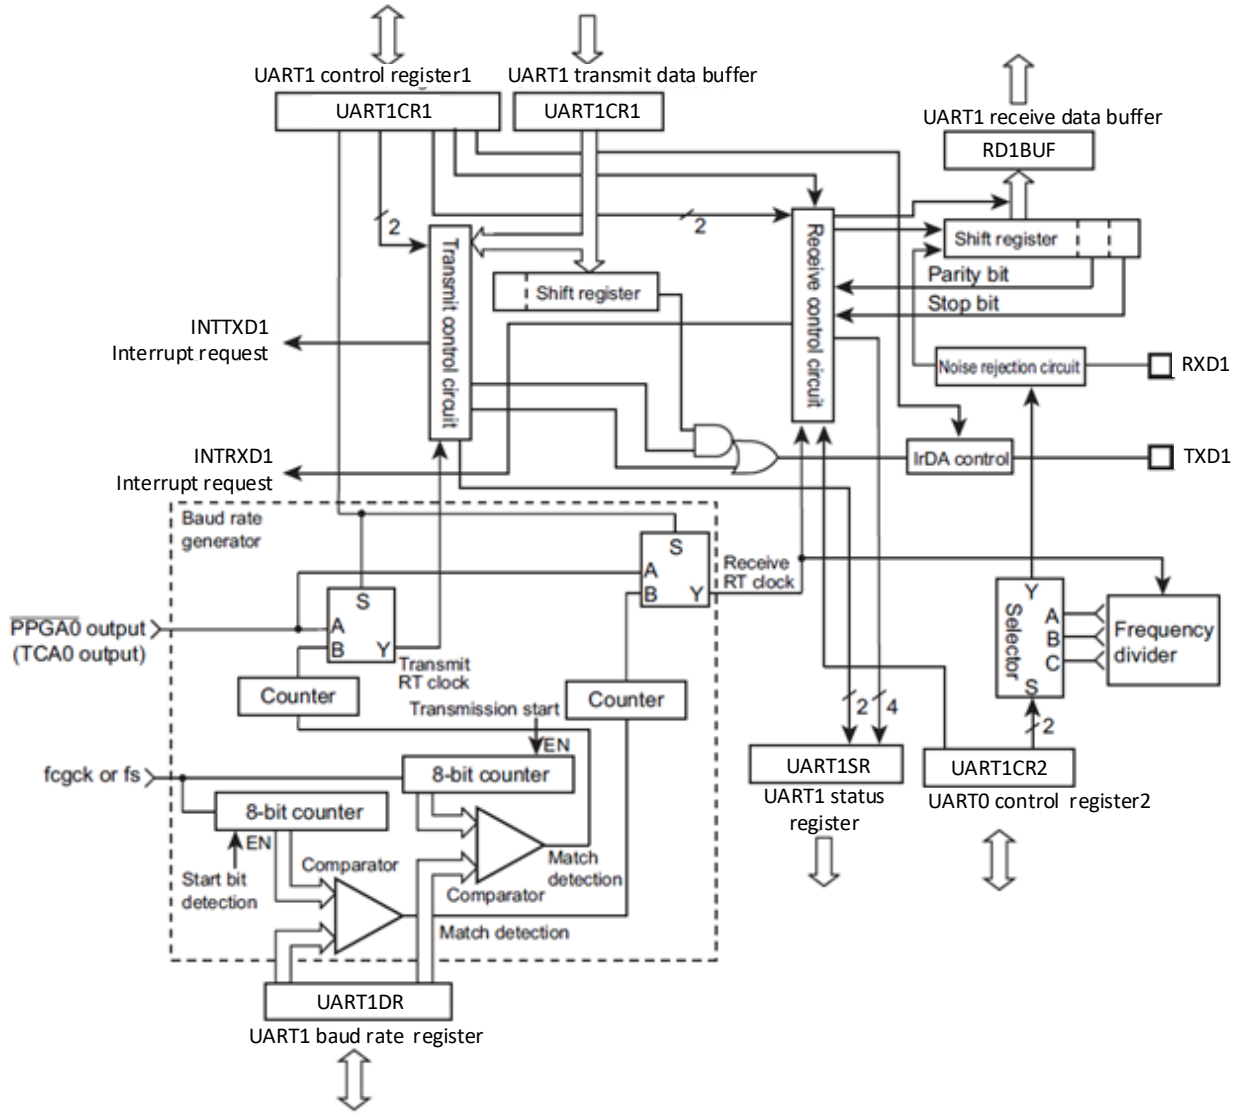 UART1 control register1
UART1 transmit data buffer
UART1CR1
UART1CR1
UART1 receive data buffer
RD1BUF
2
2
Transmit control circuit
Receive control circuit
Shift register
Shift register
Parity bit
Stop bit
INTTXD1
Interrupt request
Noise rejection circuit
RXD1
INTRXD1
Interrupt request
IrDA control
TXD1
Baud rate
generator
S
A
B
Y
Receive
RT clock
S
A
B
Y
PPGA0 output
(TCA0 output)
Transmit
RT clock
Y
A
B
C
S
Selector
Frequency
divider
Counter
Counter
Transmission start
EN
2
4
2
fcgck or fs
8-bit counter
8-bit counter
EN
Start bit
detection
Comparator
Match
detection
Comparator
Match detection
UART1SR
UART1 status
register
UART1CR2
UART0 control register2
UART1DR
UART1 baud rate register